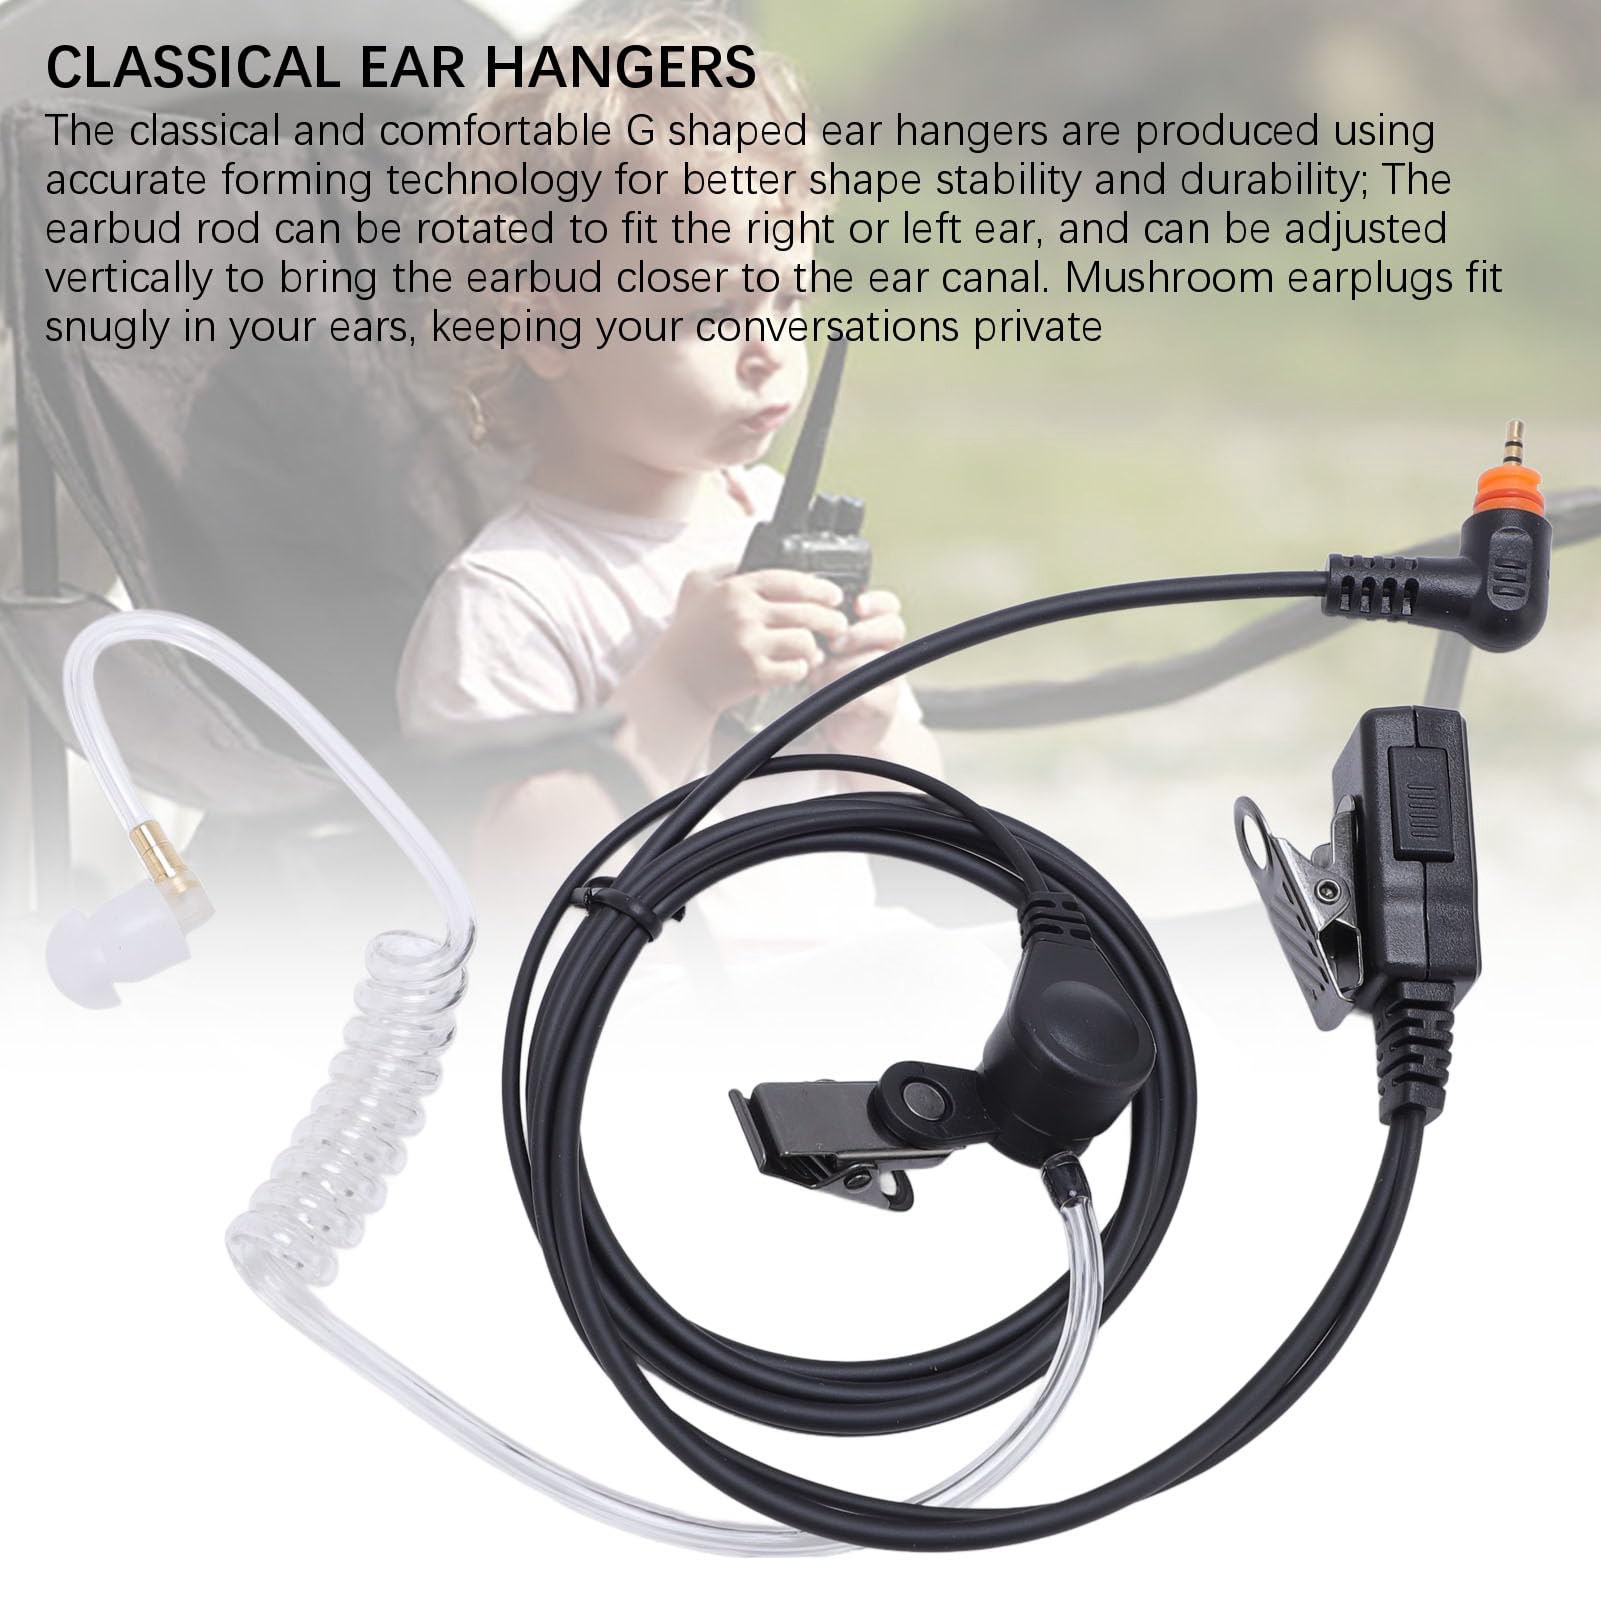 CLASSICAL EAR HANGERS
The classical and comfortable G shaped ear hangers are produced using
accurate forming technology for better shape stability and durability; The
earbud rod can be rotated to fit the right or left ear, and can be adjusted
vertically to bring the earbud closer to the ear canal. Mushroom earplugs fit
snugly in your ears, keeping your conversations private